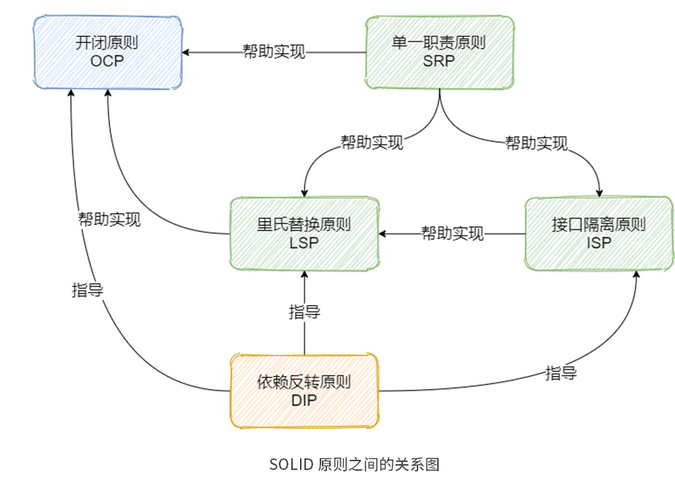 开闭原则
OCP
帮助实现
单一职责原则
SRP
帮助实现
帮助实现
帮助实现
里氏替换原则
LSP
帮助实现
接口隔离原则
ISP
指导
指导
依赖反转原则
DIP
指导
SOLID 原则之间的关系图